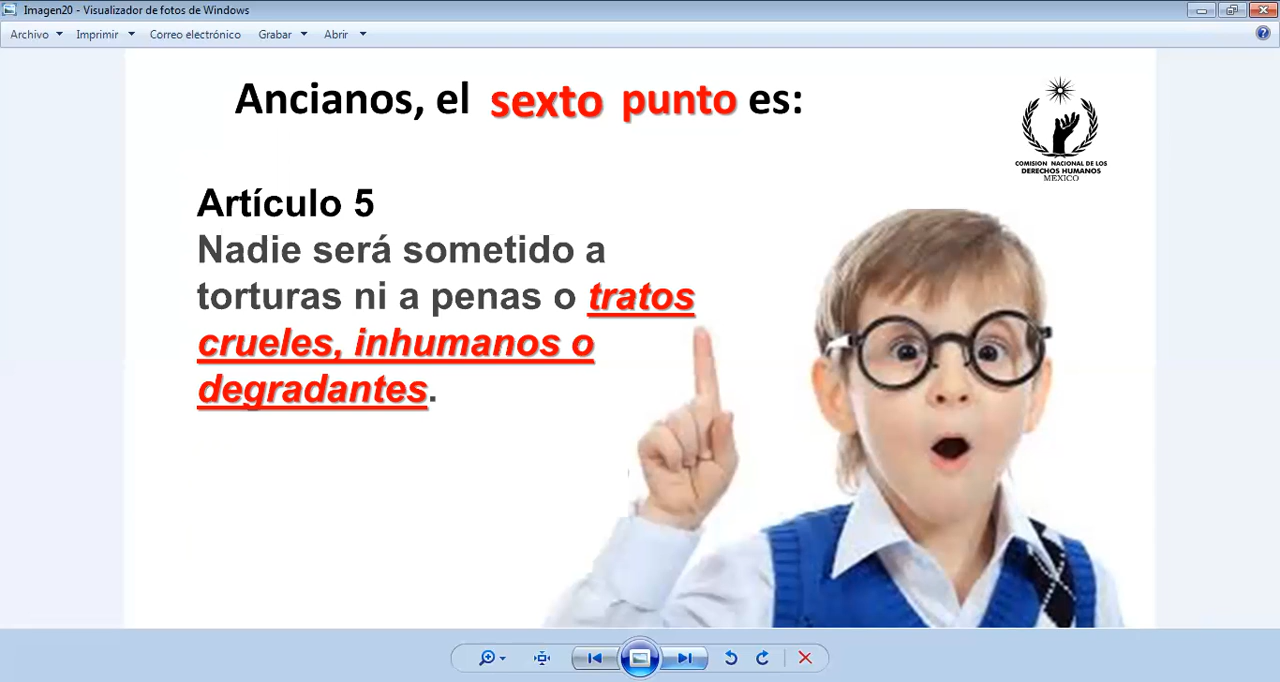 Imagen20 - Visualizador de fotos de Windows
Archivo Imprimir Correo electrónico Grabar Abrir
Ancianos, el sexto punto es:
COMISION NACIONAL DE LOS
DERECHOS HUMANOS
MEXICO
Artículo 5
Nadie será sometido a
torturas ni a penas o tratos
crueles, inhumanos o
degradantes.